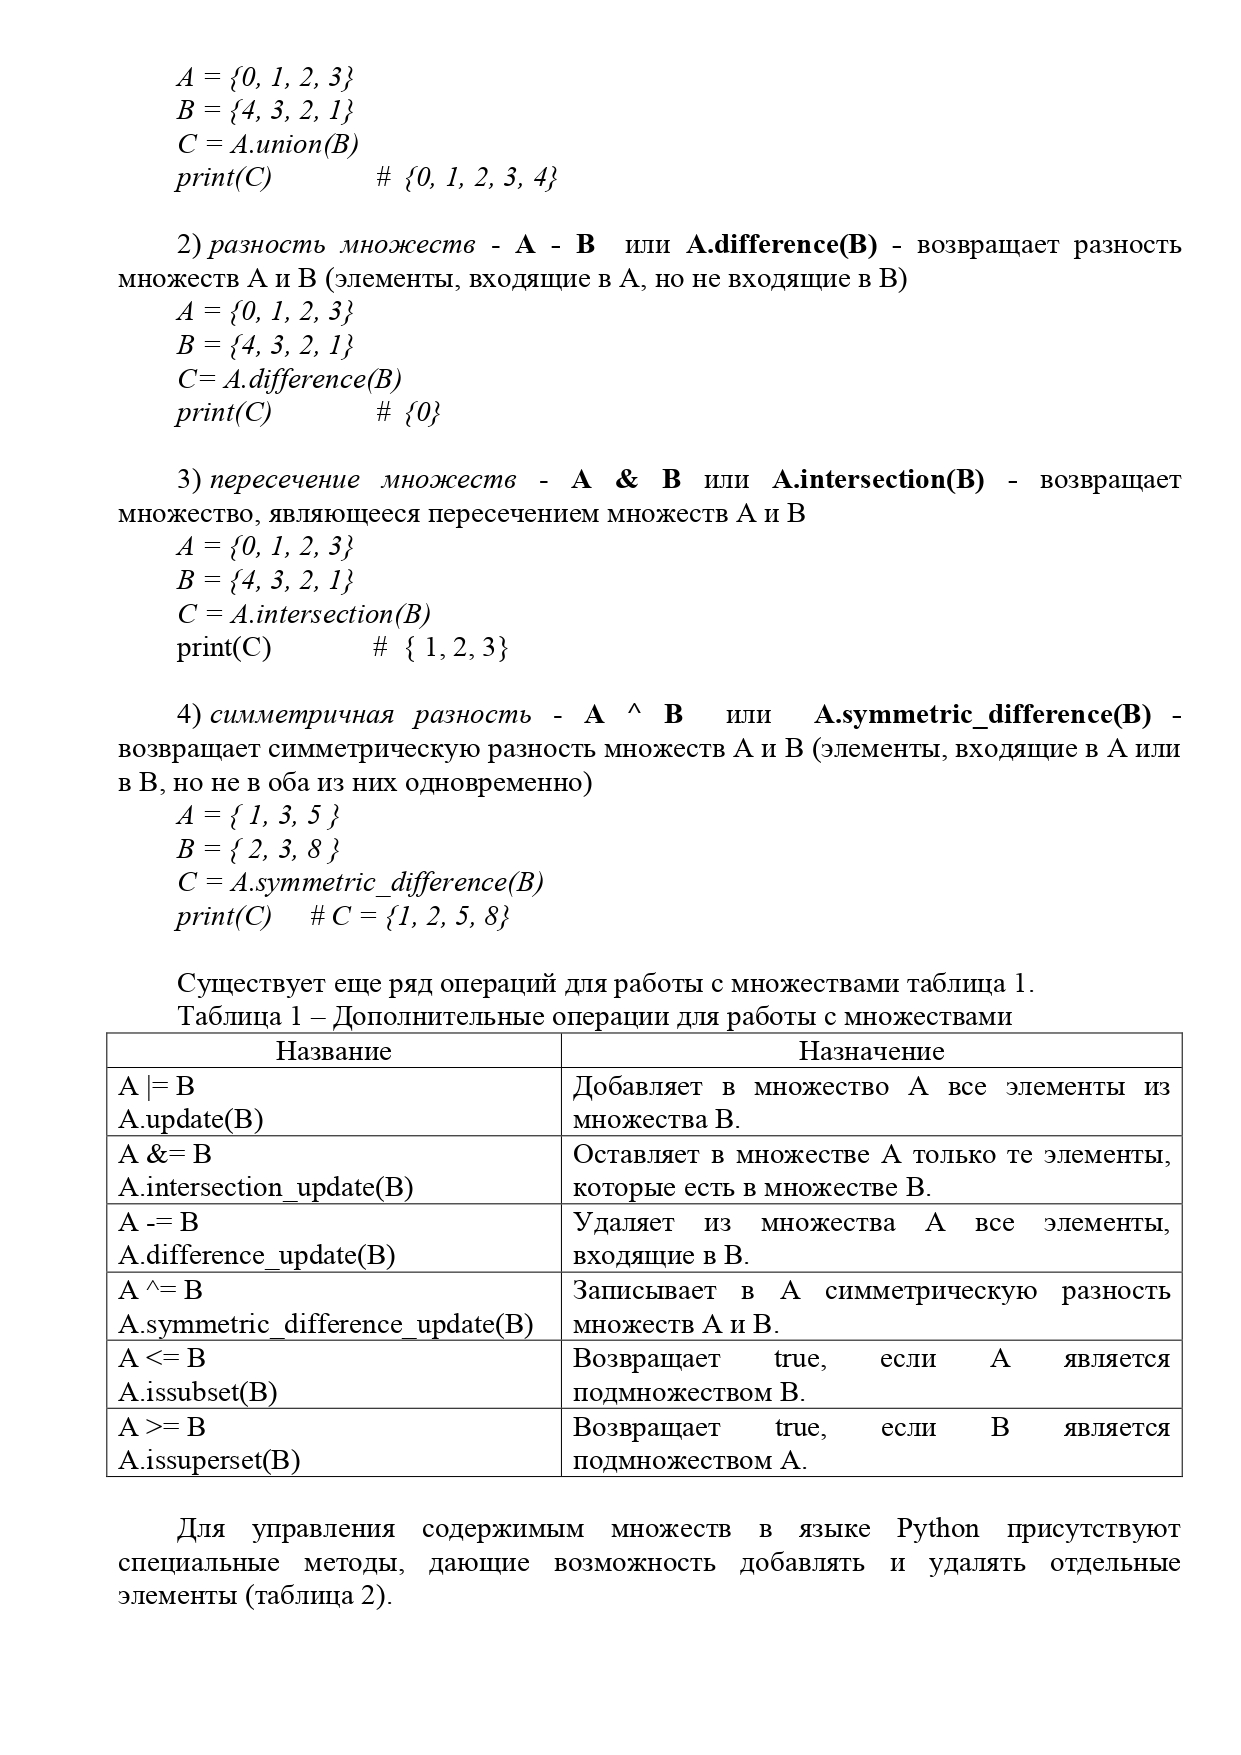 A = {0, 1, 2, 3}
B = {4, 3, 2, 1}
C = A.union(B)
print(C) # {0, 1, 2, 3, 4}
2) разность множеств - A - B или A.difference(B) - возвращает разность
множеств A и B (элементы, входящие в A, но не входящие в B)
A = {0, 1, 2, 3}
B = {4, 3, 2, 1}
C= A.difference(B)
print(C) # {0}
3) пересечение множеств - A & B или A.intersection(B) - возвращает
множество, являющееся пересечением множеств A и B
A = {0, 1, 2, 3}
B = {4, 3, 2, 1}
C = A.intersection(B)
print(C) # { 1, 2, 3}
4) симметричная разность - A ^ B или A.symmetric_difference(B) -
возвращает симметрическую разность множеств A и B (элементы, входящие в A или
в B, но не в оба из них одновременно)
A = { 1, 3, 5 }
B = { 2, 3, 8 }
C = A.symmetric_difference(B)
print(C) # C = {1, 2, 5, 8}
Существует еще ряд операций для работы с множествами таблица 1.
Таблица 1 – Дополнительные операции для работы с множествами
Название Назначение
A |= B
A.update(B)
Добавляет в множество A все элементы из
множества B.
A &= B
A.intersection_update(B)
Оставляет в множестве A только те элементы,
которые есть в множестве B.
A -= B
A.difference_update(B)
Удаляет из множества A все элементы,
входящие в B.
A ^= B
A.symmetric_difference_update(B)
Записывает в A симметрическую разность
множеств A и B.
A <= B
A.issubset(B)
Возвращает true, если A является
подмножеством B.
A >= B
A.issuperset(B)
Возвращает true, если B является
подмножеством A.
Для управления содержимым множеств в языке Python присутствуют
специальные методы, дающие возможность добавлять и удалять отдельные
элементы (таблица 2).